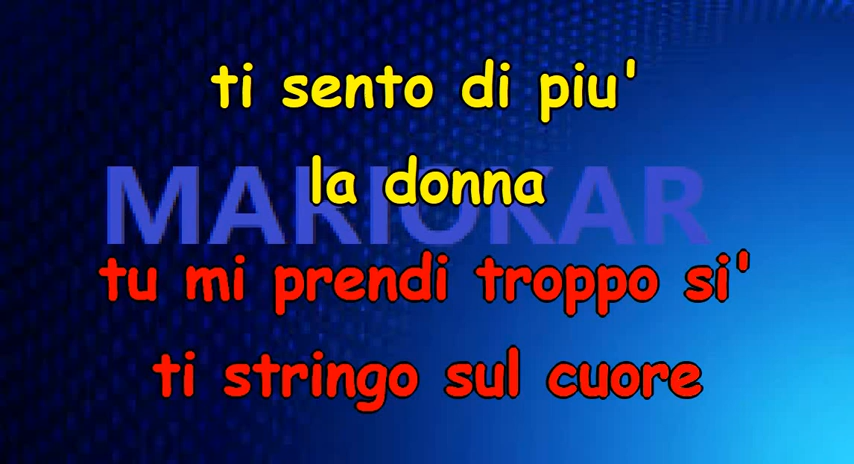 ti sento di piu'
la donna
MARIOKAR
tu mi prendi troppo si'
ti stringo sul cuore